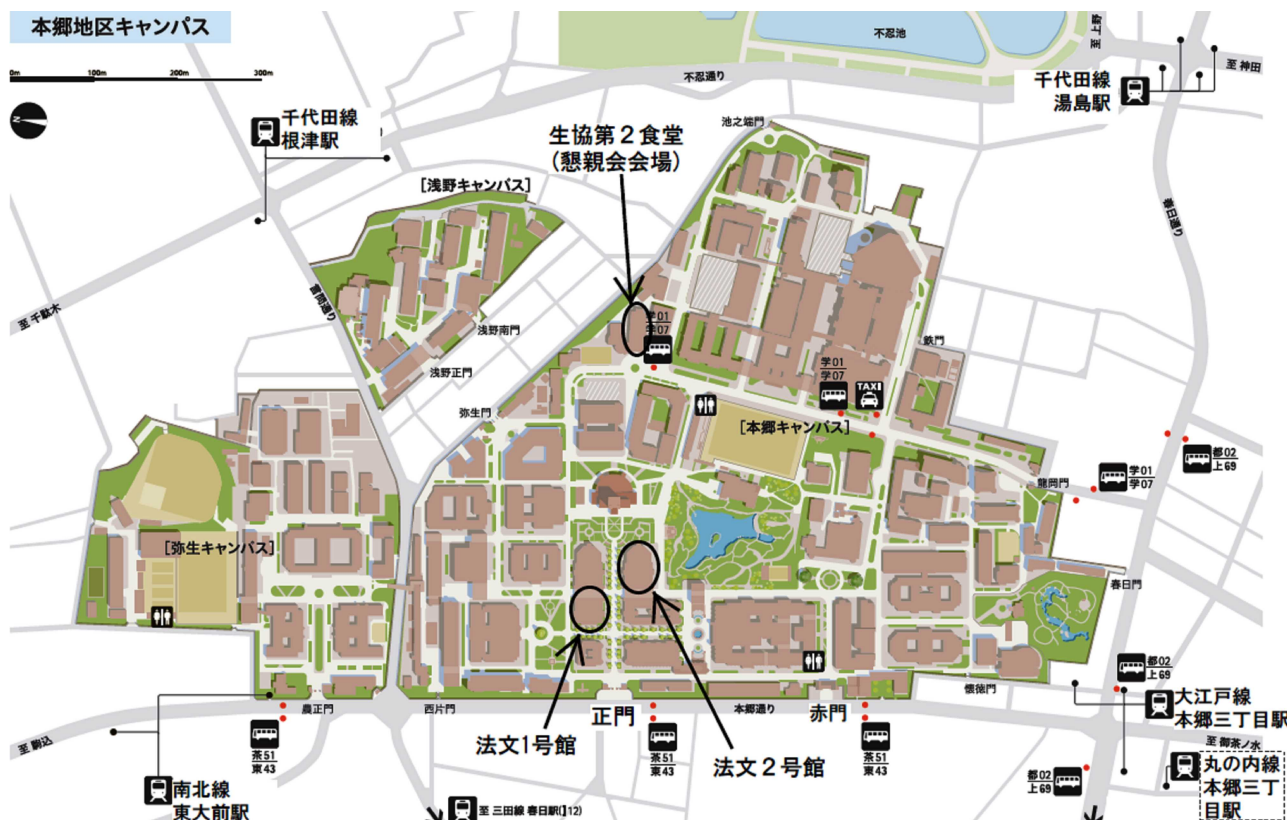 本郷地区キャンパス
0m 100m 200m 300m
N
不忍池
至 上野
至 神田
不忍通り
千代田線
湯島駅
千代田線
根津駅
池之端門
生協第2食堂
(懇親会会場)
[浅野キャンパス]
春日通り
至 千駄木
言問通り
浅野南門
浅野正門
学01
学07
鉄門
学01
学07
TAXI
弥生門
[本郷キャンパス]
都02
上69
龍岡門
学01
学07
[弥生キャンパス]
春日門
都02
上69
懐徳門
大江戸線
本郷三丁目駅
農正門
西片門
正門
本郷通り
赤門
至 駒込
茶51
東43
法文1号館
茶51
東43
法文2号館
茶51
東43
至 御茶ノ水
都02
上69
丸の内線
本郷三丁
目駅
南北線
東大前駅
至 三田線 春日駅(I12)